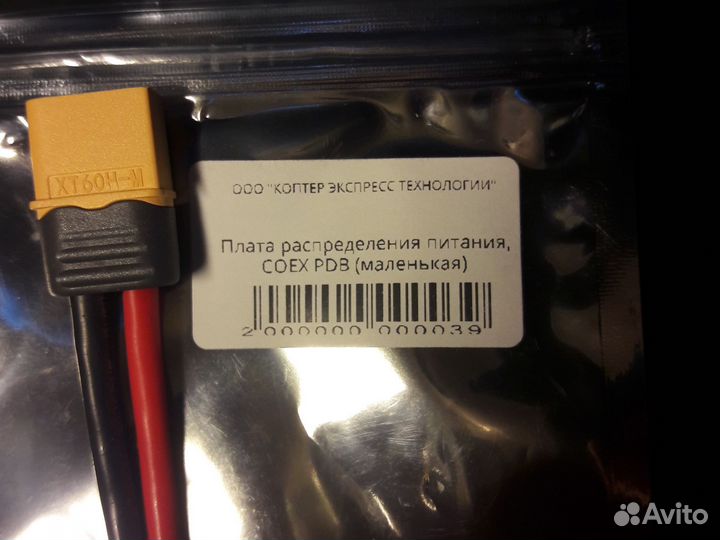 XT60H-M
ООО "КОПТЕР ЭКСПРЕСС ТЕХНОЛОГИИ"
Плата распределения питания,
COEX PDB (маленькая)
2 000000 000039
Avito